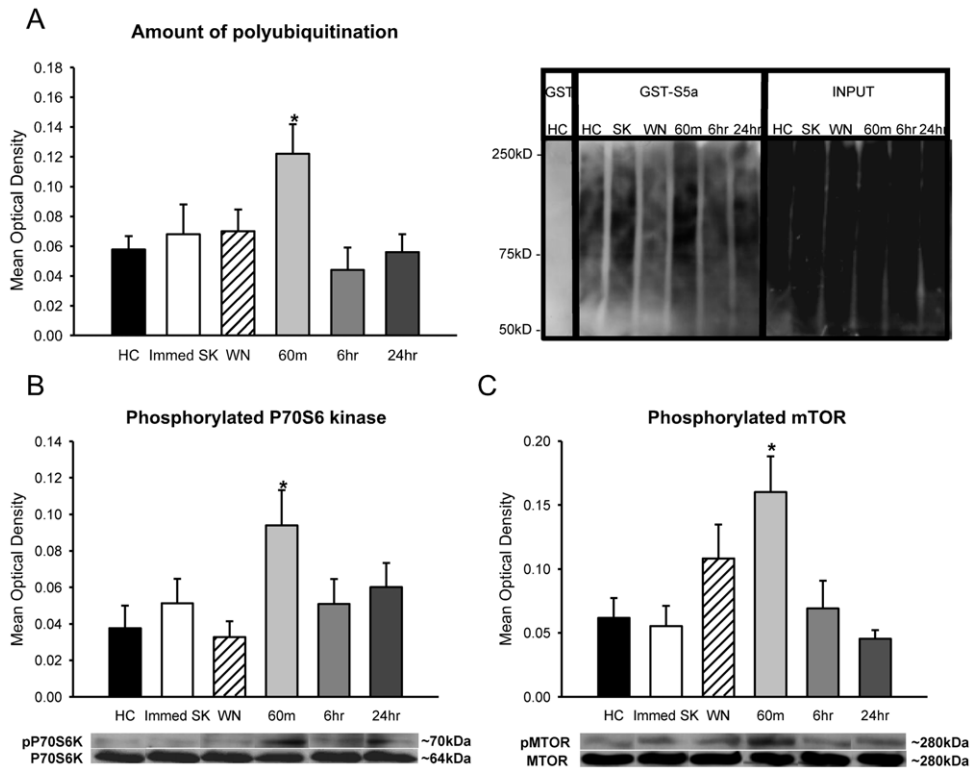 A
Amount of polyubiquitination
Mean Optical Density
0.18
0.16
0.14
0.12
0.10
0.08
0.06
0.04
0.02
0.00
*
HC Immed SK WN 60m 6hr 24hr
GST GST-S5a INPUT
HC HC SK WN 60m 6hr 24hr HC SK WN 60m 6hr 24hr
250kD -
75kD -
50kD -
B
Phosphorylated P70S6 kinase
Mean Optical Density
0.14
0.12
0.10
0.08
0.06
0.04
0.02
0.00
*
HC Immed SK WN 60m 6hr 24hr
pP70S6K ~70kDa
P70S6K ~64kDa
C
Phosphorylated mTOR
Mean Optical Density
0.20
0.15
0.10
0.05
0.00
*
HC Immed SK WN 60m 6hr 24hr
pMTOR ~280kDa
MTOR ~280kDa